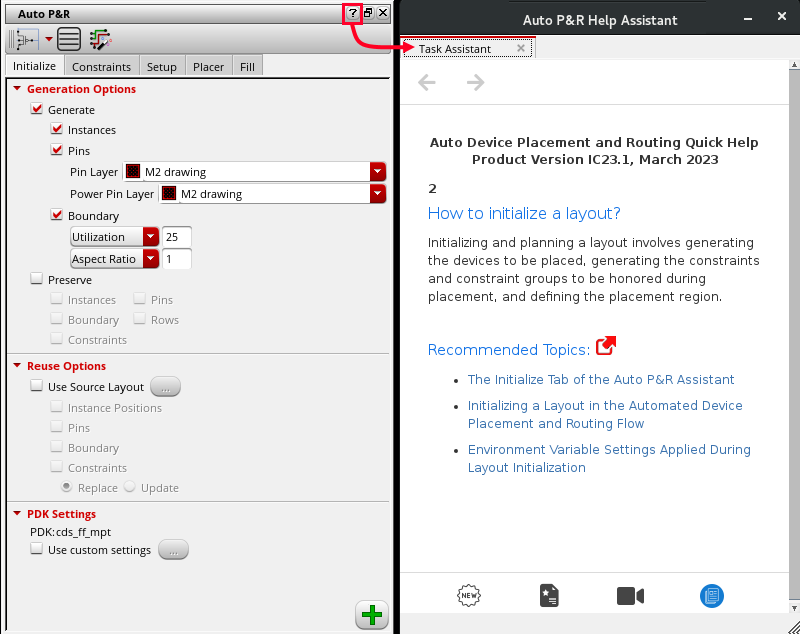 Auto P&R
?
Initialize Constraints Setup Placer Fill
Generation Options
Generate
Instances
Pins
Pin Layer M2 drawing
Power Pin Layer M2 drawing
Boundary
Utilization 25
Aspect Ratio 1
Preserve
Instances Pins
Boundary Rows
Constraints
Reuse Options
Use Source Layout ...
Instance Positions
Pins
Boundary
Constraints
Replace Update
PDK Settings
PDK:cds_ff_mpt
Use custom settings ...
Auto P&R Help Assistant
Task Assistant
Auto Device Placement and Routing Quick Help
Product Version IC23.1, March 2023
2
How to initialize a layout?
Initializing and planning a layout involves generating
the devices to be placed, generating the constraints
and constraint groups to be honored during
placement, and defining the placement region.
Recommended Topics:
• The Initialize Tab of the Auto P&R Assistant
• Initializing a Layout in the Automated Device
Placement and Routing Flow
• Environment Variable Settings Applied During
Layout Initialization
NEW